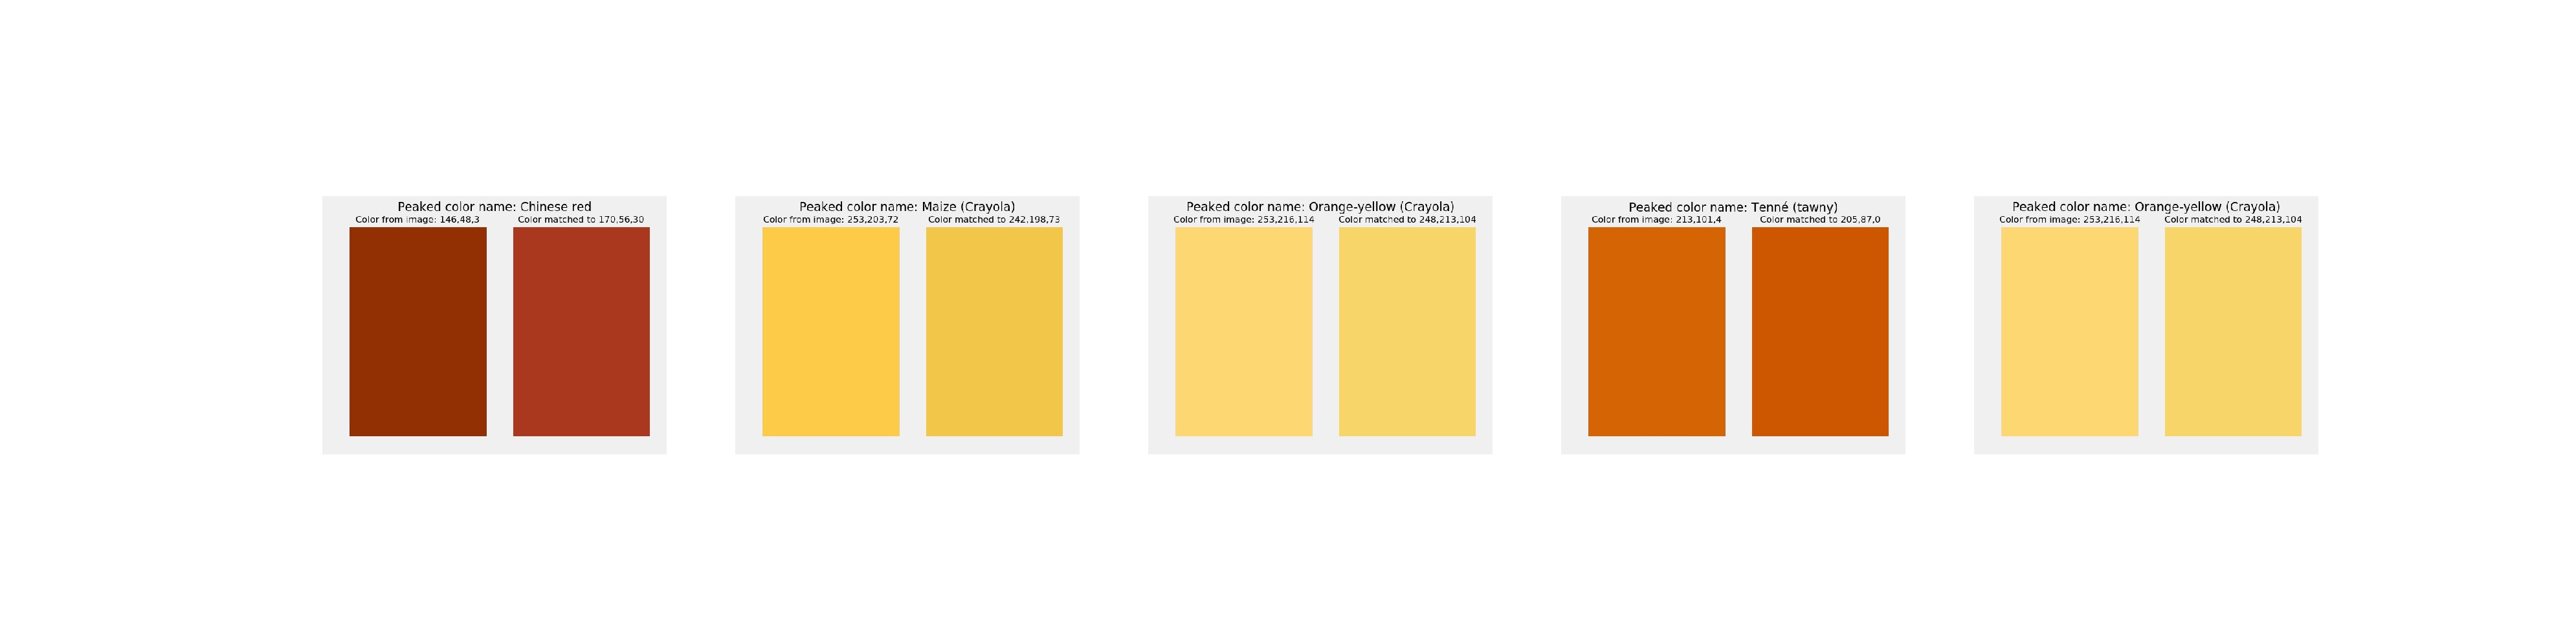 Peaked color name: Chinese red
Color from image: 146,48,3
Color matched to 170,56,30
Peaked color name: Maize (Crayola)
Color from image: 253,203,72
Color matched to 242,198,73
Peaked color name: Orange-yellow (Crayola)
Color from image: 253,216,114
Color matched to 248,213,104
Peaked color name: Tenné (tawny)
Color from image: 213,101,4
Color matched to 205,87,0
Peaked color name: Orange-yellow (Crayola)
Color from image: 253,216,114
Color matched to 248,213,104